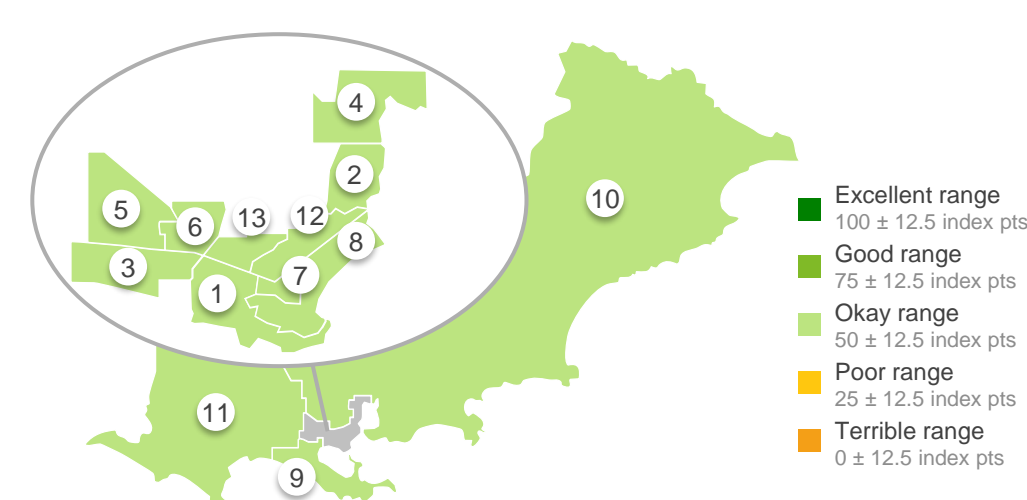 4
2
5
6
13
12
8
3
7
1
10
11
9
Excellent range
100 ± 12.5 index pts
Good range
75 ± 12.5 index pts
Okay range
50 ± 12.5 index pts
Poor range
25 ± 12.5 index pts
Terrible range
0 ± 12.5 index pts